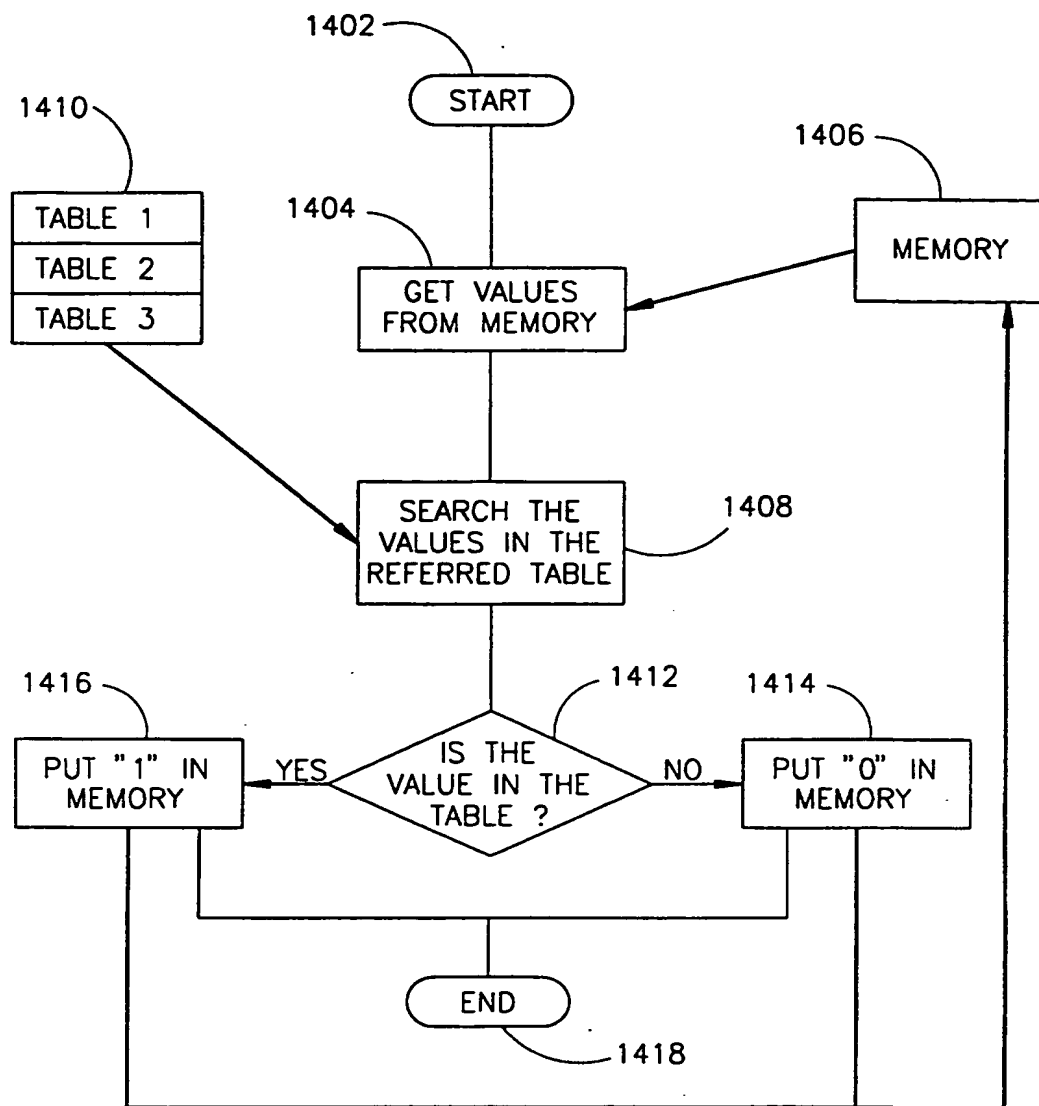 1402
START
1410
1406
TABLE 1
TABLE 2
TABLE 3
1404
MEMORY
GET VALUES
FROM MEMORY
SEARCH THE
VALUES IN THE
REFERRED TABLE
1408
1416
1412
1414
PUT "1" IN
MEMORY
YES
IS THE
VALUE IN THE
TABLE ?
NO
PUT "0" IN
MEMORY
END
1418